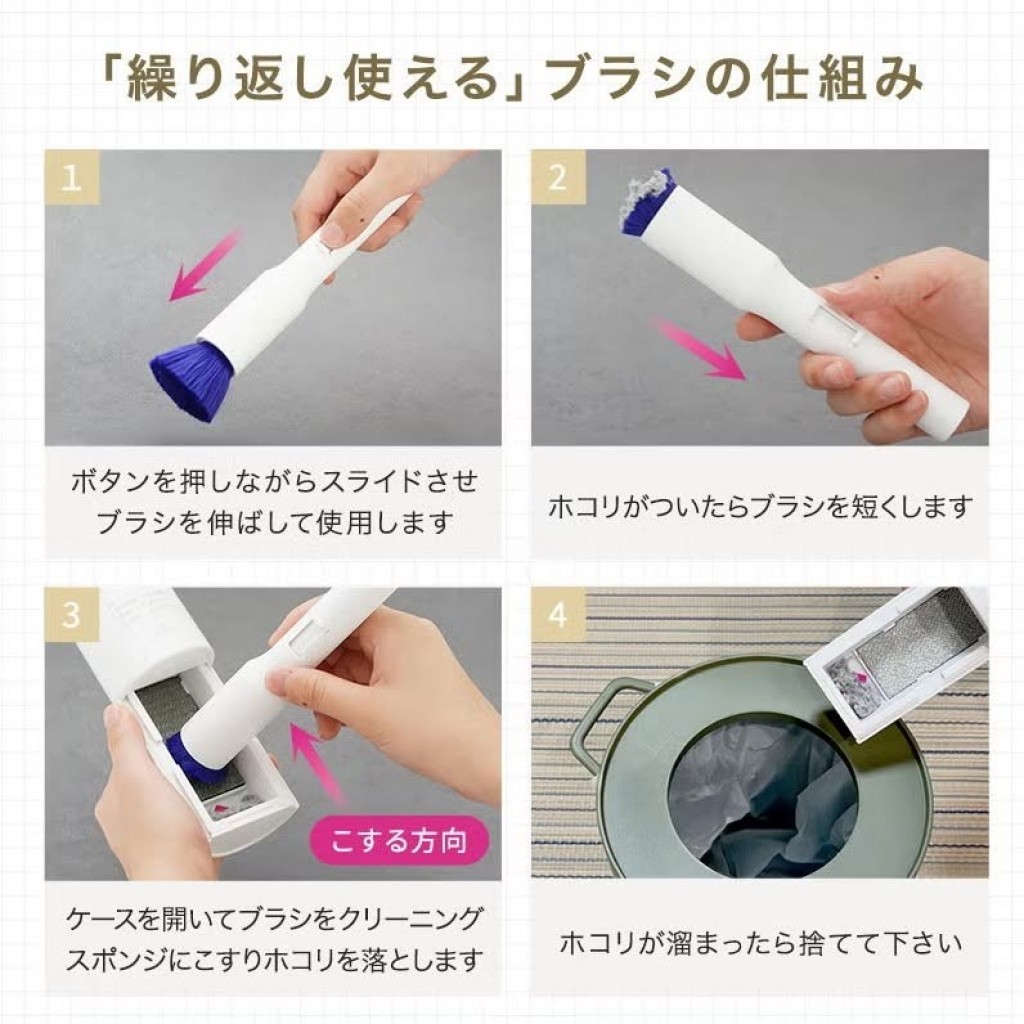 「繰り返し使える」ブラシの仕組み
1
ボタンを押しながらスライドさせ
ブラシを伸ばして使用します
2
ホコリがついたらブラシを短くします
3
こする方向
ケースを開いてブラシをクリーニング
スポンジにこすりホコリを落とします
4
ホコリが溜まったら捨てて下さい